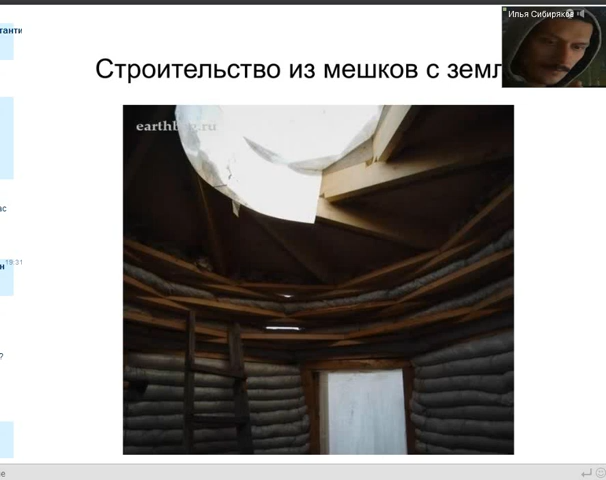 Илья Сибиряков
Строительство из мешков с земл
earthbag.ru
19:31